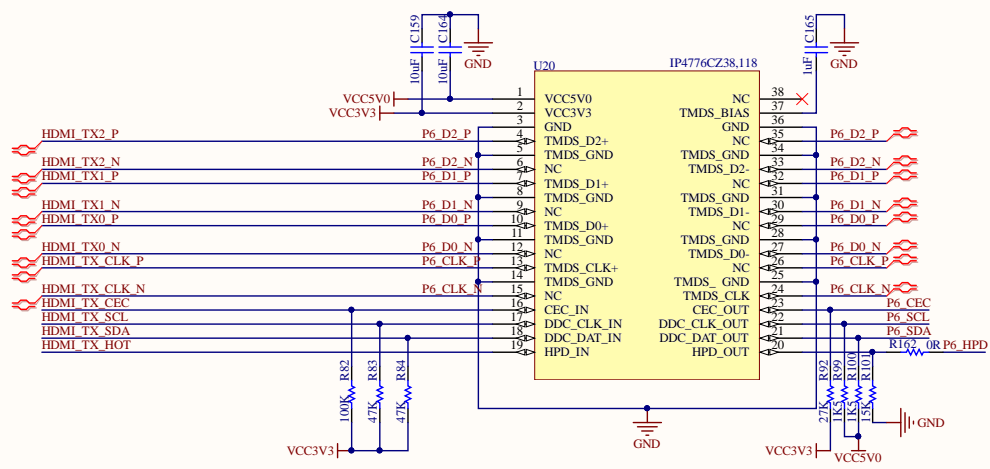 C159
10uF
C164
10uF
GND
C165
1uF
GND
U20
IP4776CZ38,118
VCC5V0
VCC3V3
1 VCC5V0 NC 38
2 VCC3V3 TMDS_BIAS 37
3 GND GND 36
HDMI_TX2_P P6_D2_P 4 TMDS_D2+ NC 35 P6_D2_P
5 TMDS_GND TMDS_GND 34
HDMI_TX2_N P6_D2_N 6 NC TMDS_D2- 33 P6_D2_N
HDMI_TX1_P P6_D1_P 7 TMDS_D1+ NC 32 P6_D1_P
8 TMDS_GND TMDS_GND 31
HDMI_TX1_N P6_D1_N 9 NC TMDS_D1- 30 P6_D1_N
HDMI_TX0_P P6_D0_P 10 TMDS_D0+ NC 29 P6_D0_P
11 TMDS_GND TMDS_GND 28
HDMI_TX0_N P6_D0_N 12 NC TMDS_D0- 27 P6_D0_N
HDMI_TX_CLK_P P6_CLK_P 13 TMDS_CLK+ NC 26 P6_CLK_P
14 TMDS_GND TMDS_ GND 25
HDMI_TX_CLK_N P6_CLK_N 15 NC TMDS_CLK 24 P6_CLK_N
HDMI_TX_CEC 16 CEC_IN CEC_OUT 23 P6_CEC
HDMI_TX_SCL 17 DDC_CLK_IN DDC_CLK_OUT 22 P6_SCL
HDMI_TX_SDA 18 DDC_DAT_IN DDC_DAT_OUT 21 P6_SDA
HDMI_TX_HOT 19 HPD_IN HPD_OUT 20 R162 0R P6_HPD
R82
100K
R83
47K
R84
47K
R92
27K
R99
1K5
R100
1K5
R101
15K
GND
GND
VCC3V3
VCC3V3
VCC5V0